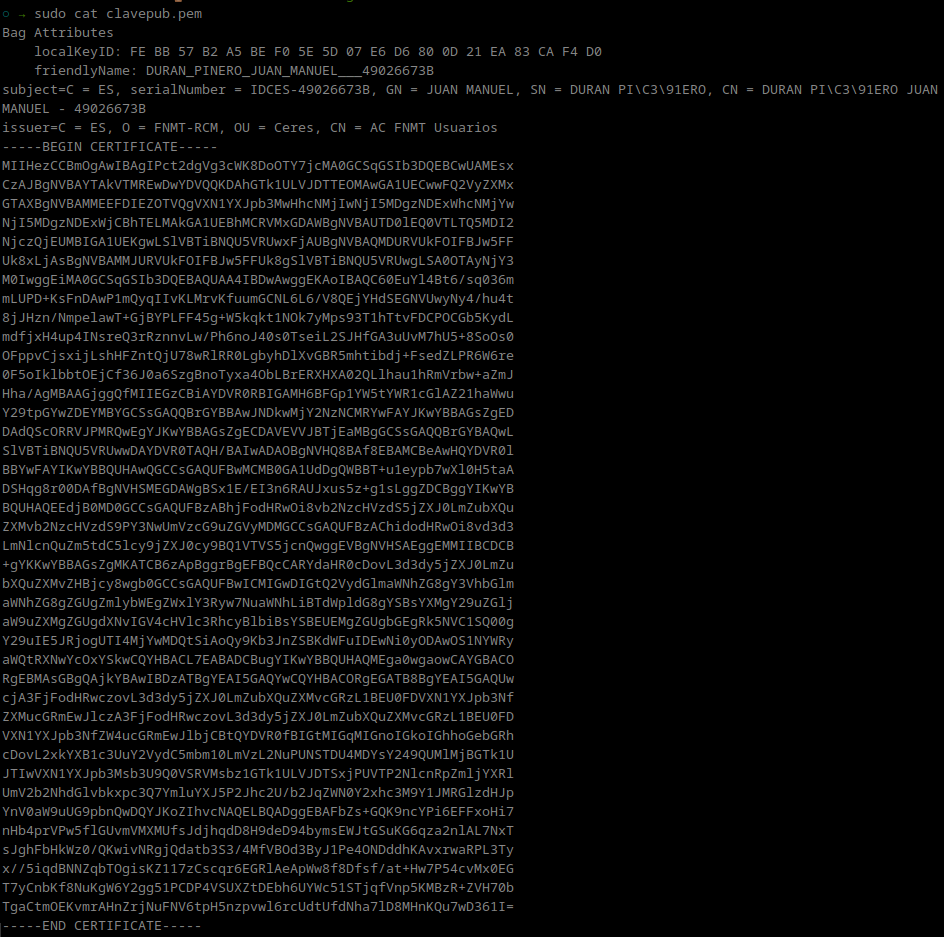 ○ → sudo cat clavepub.pem
Bag Attributes
    localKeyID: FE BB 57 B2 A5 BE F0 5E 5D 07 E6 D6 80 0D 21 EA 83 CA F4 D0
    friendlyName: DURAN_PINERO_JUAN_MANUEL___49026673B
subject=C = ES, serialNumber = IDCES-49026673B, GN = JUAN MANUEL, SN = DURAN PI\C3\91ERO, CN = DURAN PI\C3\91ERO JUAN
MANUEL - 49026673B
issuer=C = ES, O = FNMT-RCM, OU = Ceres, CN = AC FNMT Usuarios
-----BEGIN CERTIFICATE-----
MIIHezCCBmOgAwIBAgIPct2dgVg3cWK8DoOTY7jcMA0GCSqGSIb3DQEBCwUAMEsx
CzAJBgNVBAYTAkVTMREwDwYDVQQKDAhGTk1ULVJDTTEOMAwGA1UECwwFQ2VyZXMx
GTAXBgNVBAMMEEFDIEZOTVQgVXN1YXJpb3MwHhcNMjIwNjI5MDgzNDExWhcNMjYw
NjI5MDgzNDExWjCBhTELMAkGA1UEBhMCRVMxGDAWBgNVBAUTD0lEQ0VTLTQ5MDI2
NjczQjEUMBIGA1UEKgwLSlVBTiBNQU5VRUwxFjAUBgNVBAQMDURVUkFOIFBJw5FF
Uk8xLjAsBgNVBAMMJURVUkFOIFBJw5FFUk8gSlVBTiBNQU5VRUwgLSA0OTAyNjY3
M0IwggEiMA0GCSqGSIb3DQEBAQUAA4IBDwAwggEKAoIBAQC60EuYl4Bt6/sq036m
mLUPD+KsFnDAwP1mQyqIIvKLMrvKfuumGCNL6L6/V8QEjYHdSEGNVUwyNy4/hu4t
8jJHzn/NmpelawT+GjBYPLFF45g+W5kqkt1NOk7yMps93T1hTtvFDCPOCGb5KydL
mdfjxH4up4INsreQ3rRznnvLw/Ph6noJ40s0TseiL2SJHfGA3uUvM7hU5+8SoOs0
OFppvCjsxijLshHFZntQjU78wRlRR0LgbyhDlXvGBR5mhtibdj+FsedZLPR6W6re
0F5oIklbbtOEjCf36J0a6SzgBnoTyxa4ObLBrERXHXA02QLlhau1hRmVrbw+aZmJ
Hha/AgMBAAGjggQfMIIEGzCBiAYDVR0RBIGAMH6BFGp1YW5tYWR1cGlAZ21haWwu
Y29tpGYwZDEYMBYGCSsGAQQBrGYBBAwJNDkwMjY2NzNCMRYwFAYJKwYBBAGsZgED
DAdQScORRVJPMRQwEgYJKwYBBAGsZgECDAVEVVJBTjEaMBgGCSsGAQQBrGYBAQwL
SlVBTiBNQU5VRUwwDAYDVR0TAQH/BAIwADAOBgNVHQ8BAf8EBAMCBeAwHQYDVR0l
BBYwFAYIKwYBBQUHAwQGCCsGAQUFBwMCMB0GA1UdDgQWBBT+u1eypb7wXl0H5taA
DSHqg8r00DAfBgNVHSMEGDAWgBSx1E/EI3n6RAUJxus5z+g1sLggZDCBggYIKwYB
BQUHAQEEdjB0MD0GCCsGAQUFBzABhjFodHRwOi8vb2NzcHVzdS5jZXJ0LmZubXQu
ZXMvb2NzcHVzdS9PY3NwUmVzcG9uZGVyMDMGCCsGAQUFBzAChidodHRwOi8vd3d3
LmNlcnQuZm5tdC5lcy9jZXJ0cy9BQ1VTVS5jcnQwggEVBgNVHSAEggEMMIIBCDCB
+gYKKwYBBAGsZgMKATCB6zApBggrBgEFBQcCARYdaHR0cDovL3d3dy5jZXJ0LmZu
bXQuZXMvZHBjcy8wgb0GCCsGAQUFBwICMIGwDIGtQ2VydGlmaWNhZG8gY3VhbGlm
aWNhZG8gZGUgZmlybWEgZWxlY3Ryw7NuaWNhLiBTdWpldG8gYSBsYXMgY29uZGlj
aW9uZXMgZGUgdXNvIGV4cHVlc3RhcyBlbiBsYSBEUEMgZGUgbGEgRk5NVC1SQ00g
Y29uIE5JRjogUTI4MjYwMDQtSiAoQy9Kb3JnZSBKdWFuIDEwNi0yODAwOS1NYWRy
aWQtRXNwYcOxYSkwCQYHBACL7EABADCBugYIKwYBBQUHAQMEga0wgaowCAYGBACO
RgEBMAsGBgQAjkYBAwIBDzATBgYEAI5GAQYwCQYHBACORgEGATB8BgYEAI5GAQUw
cjA3FjFodHRwczovL3d3dy5jZXJ0LmZubXQuZXMvcGRzL1BEU0FDVXN1YXJpb3Nf
ZXMucGRmEwJlczA3FjFodHRwczovL3d3dy5jZXJ0LmZubXQuZXMvcGRzL1BEU0FD
VXN1YXJpb3NfZW4ucGRmEwJlbjCBtQYDVR0fBIGtMIGqMIGnoIGkoIGhhoGebGRh
cDovL2xkYXB1c3UuY2VydC5mbm10LmVzL2NuPUNSTDU4MDYsY249QUMlMjBGTk1U
JTIwVXN1YXJpb3Msb3U9Q0VSRVMsbz1GTk1ULVJDTSxjPUVTP2NlcnRpZmljYXRl
UmV2b2NhdGlvbkxpc3Q7YmluYXJ5P2Jhc2U/b2JqZWN0Y2xhc3M9Y1JMRGlzdHJp
YnV0aW9uUG9pbnQwDQYJKoZIhvcNAQELBQADggEBAFbZs+GQK9ncYPi6EFFxoHi7
nHb4prVPw5flGUvmVMXMUfsJdjhqdD8H9deD94bymsEWJtGSuKG6qza2nlAL7NxT
sJghFbHkWz0/QKwivNRgjQdatb3S3/4MfVBOd3ByJ1Pe4ONDddhKAvxrwaRPL3Ty
x//5iqdBNNZqbTOgisKZ117zCscqr6EGRlAeApWw8f8Dfsf/at+Hw7P54cvMx0EG
T7yCnbKf8NuKgW6Y2gg51PCDP4VSUXZtDEbh6UYWc51STjqfVnp5KMBzR+ZVH70b
TgaCtmOEKvmrAHnZrjNuFNV6tpH5nzpvwl6rcUdtUfdNha7lD8MHnKQu7wD361I=
-----END CERTIFICATE-----